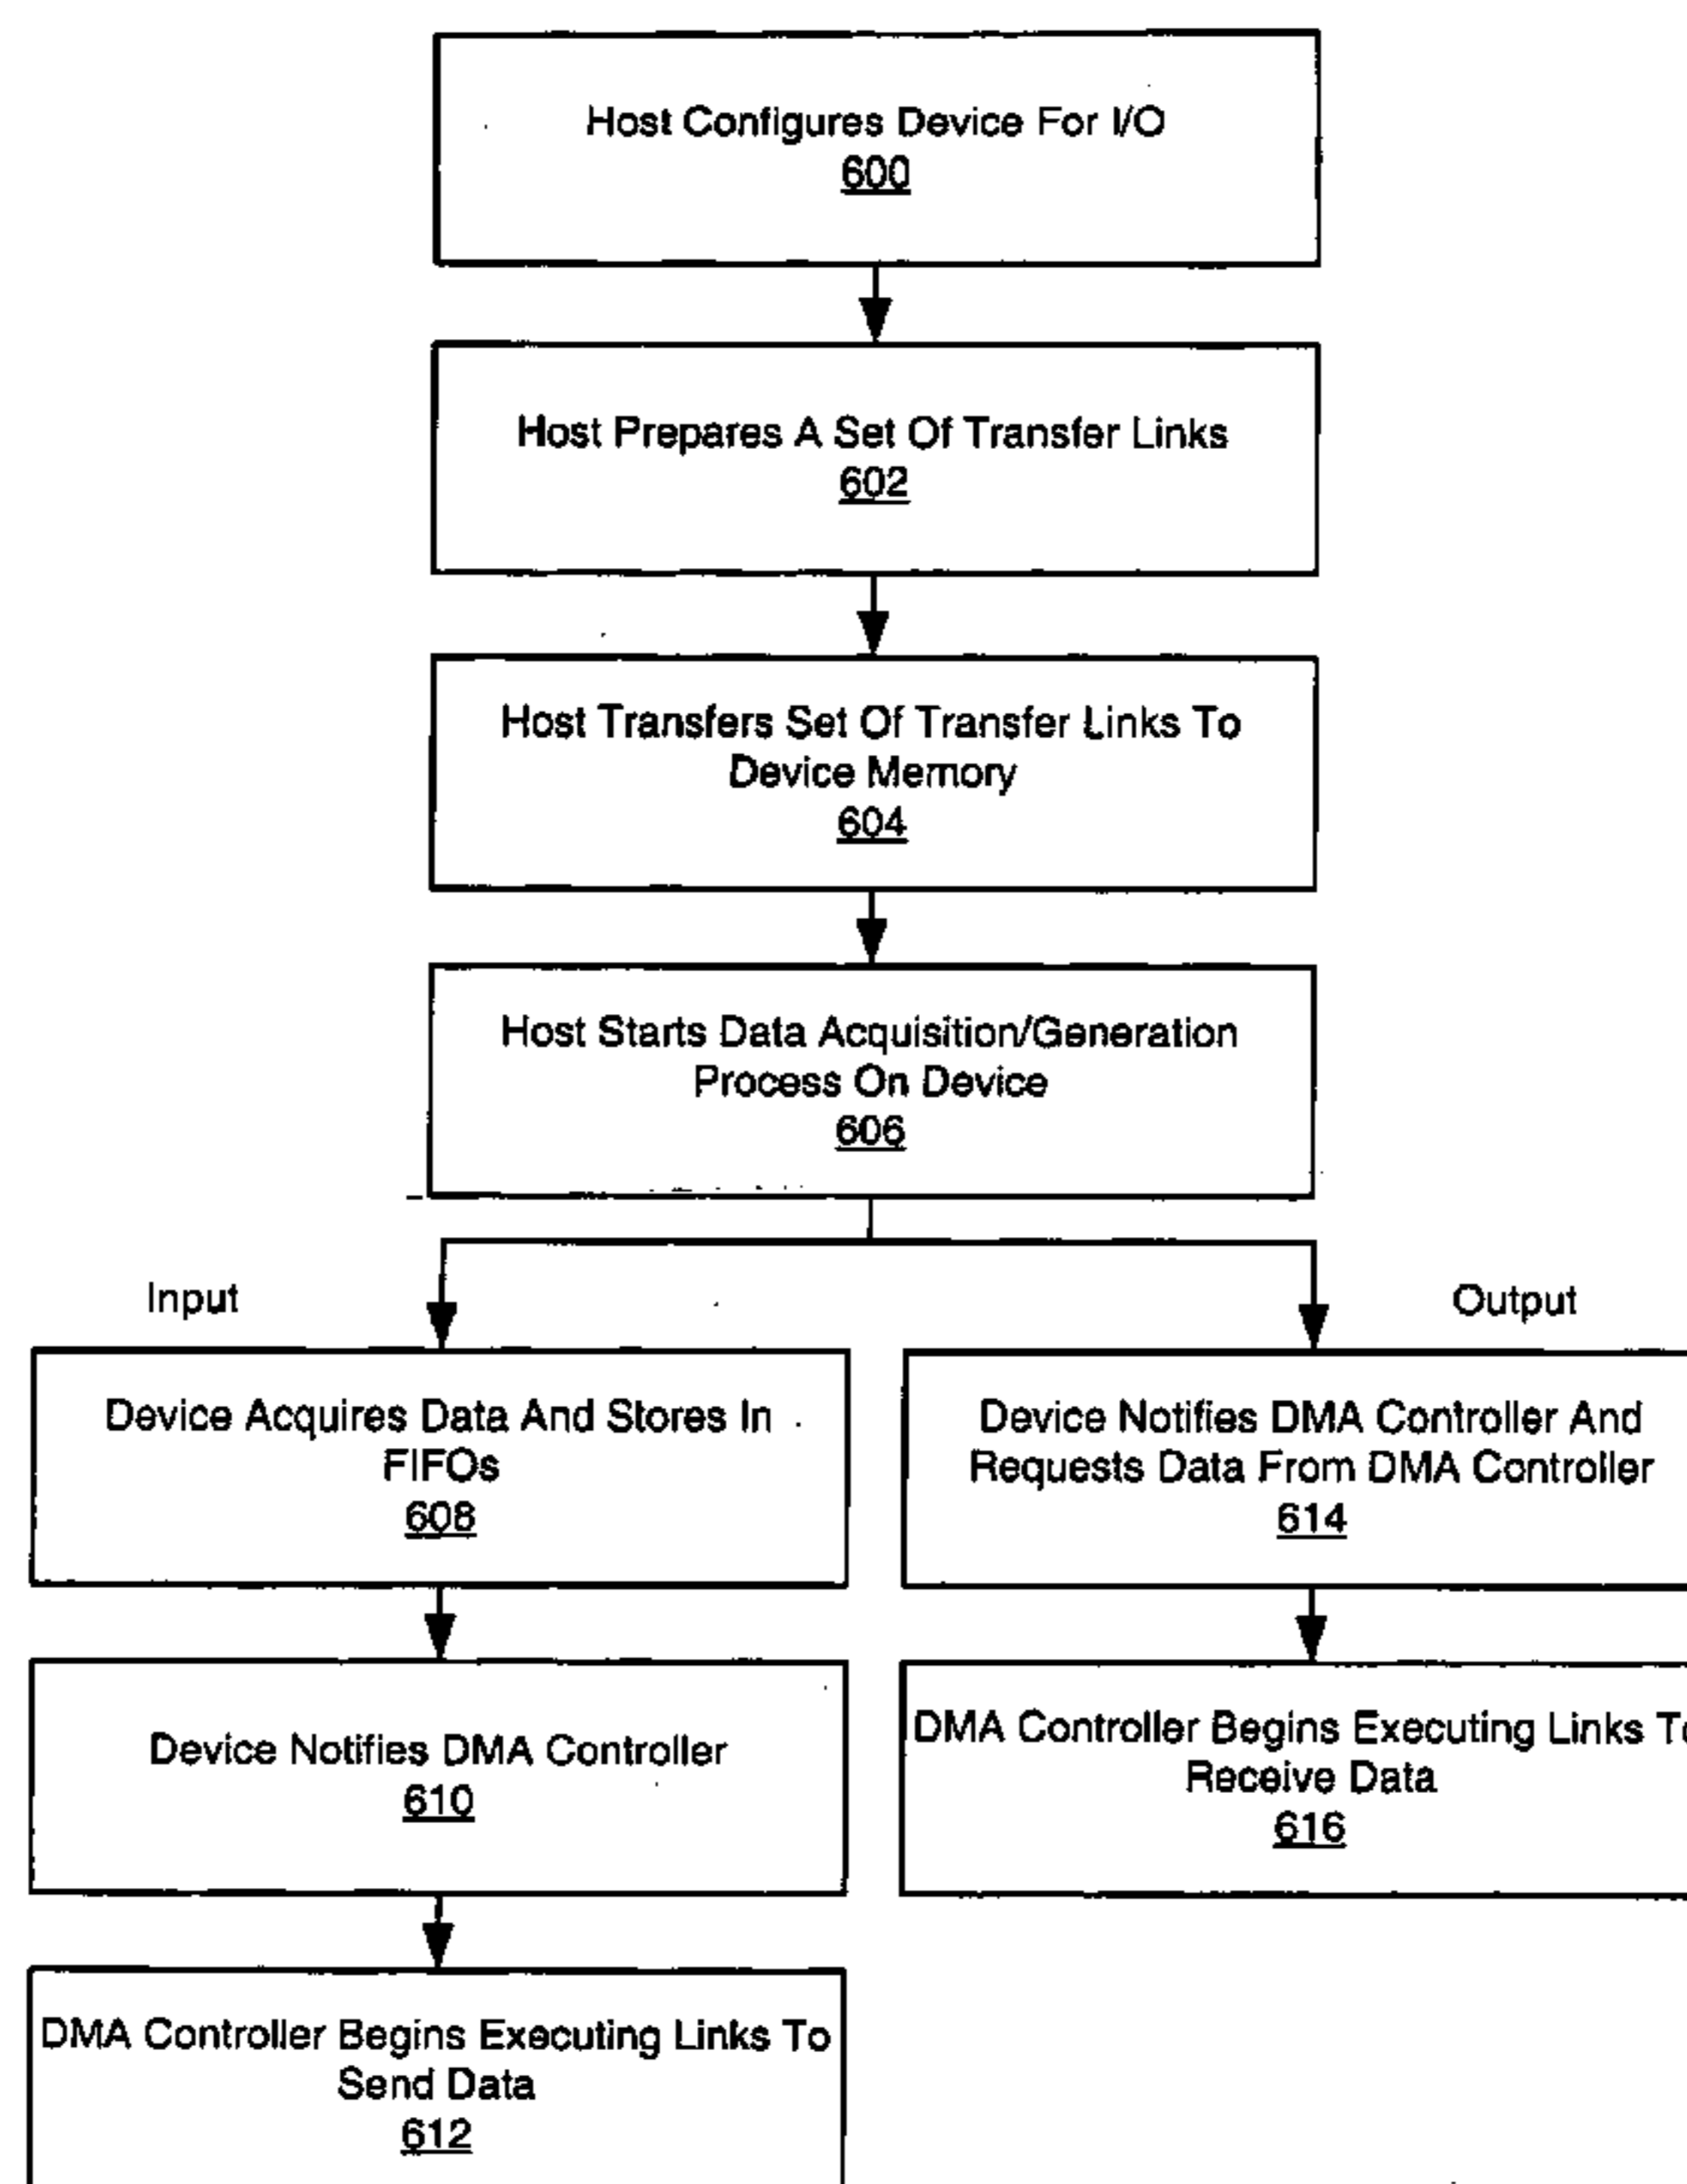 Host Configures Device For I/O
600
Host Prepares A Set Of Transfer Links
602
Host Transfers Set Of Transfer Links To
Device Memory
604
Host Starts Data Acquisition/Generation
Process On Device
606
Input
Output
Device Acquires Data And Stores In
FIFOs
608
Device Notifies DMA Controller And
Requests Data From DMA Controller
614
Device Notifies DMA Controller
610
DMA Controller Begins Executing Links To
Receive Data
616
DMA Controller Begins Executing Links To
Send Data
612